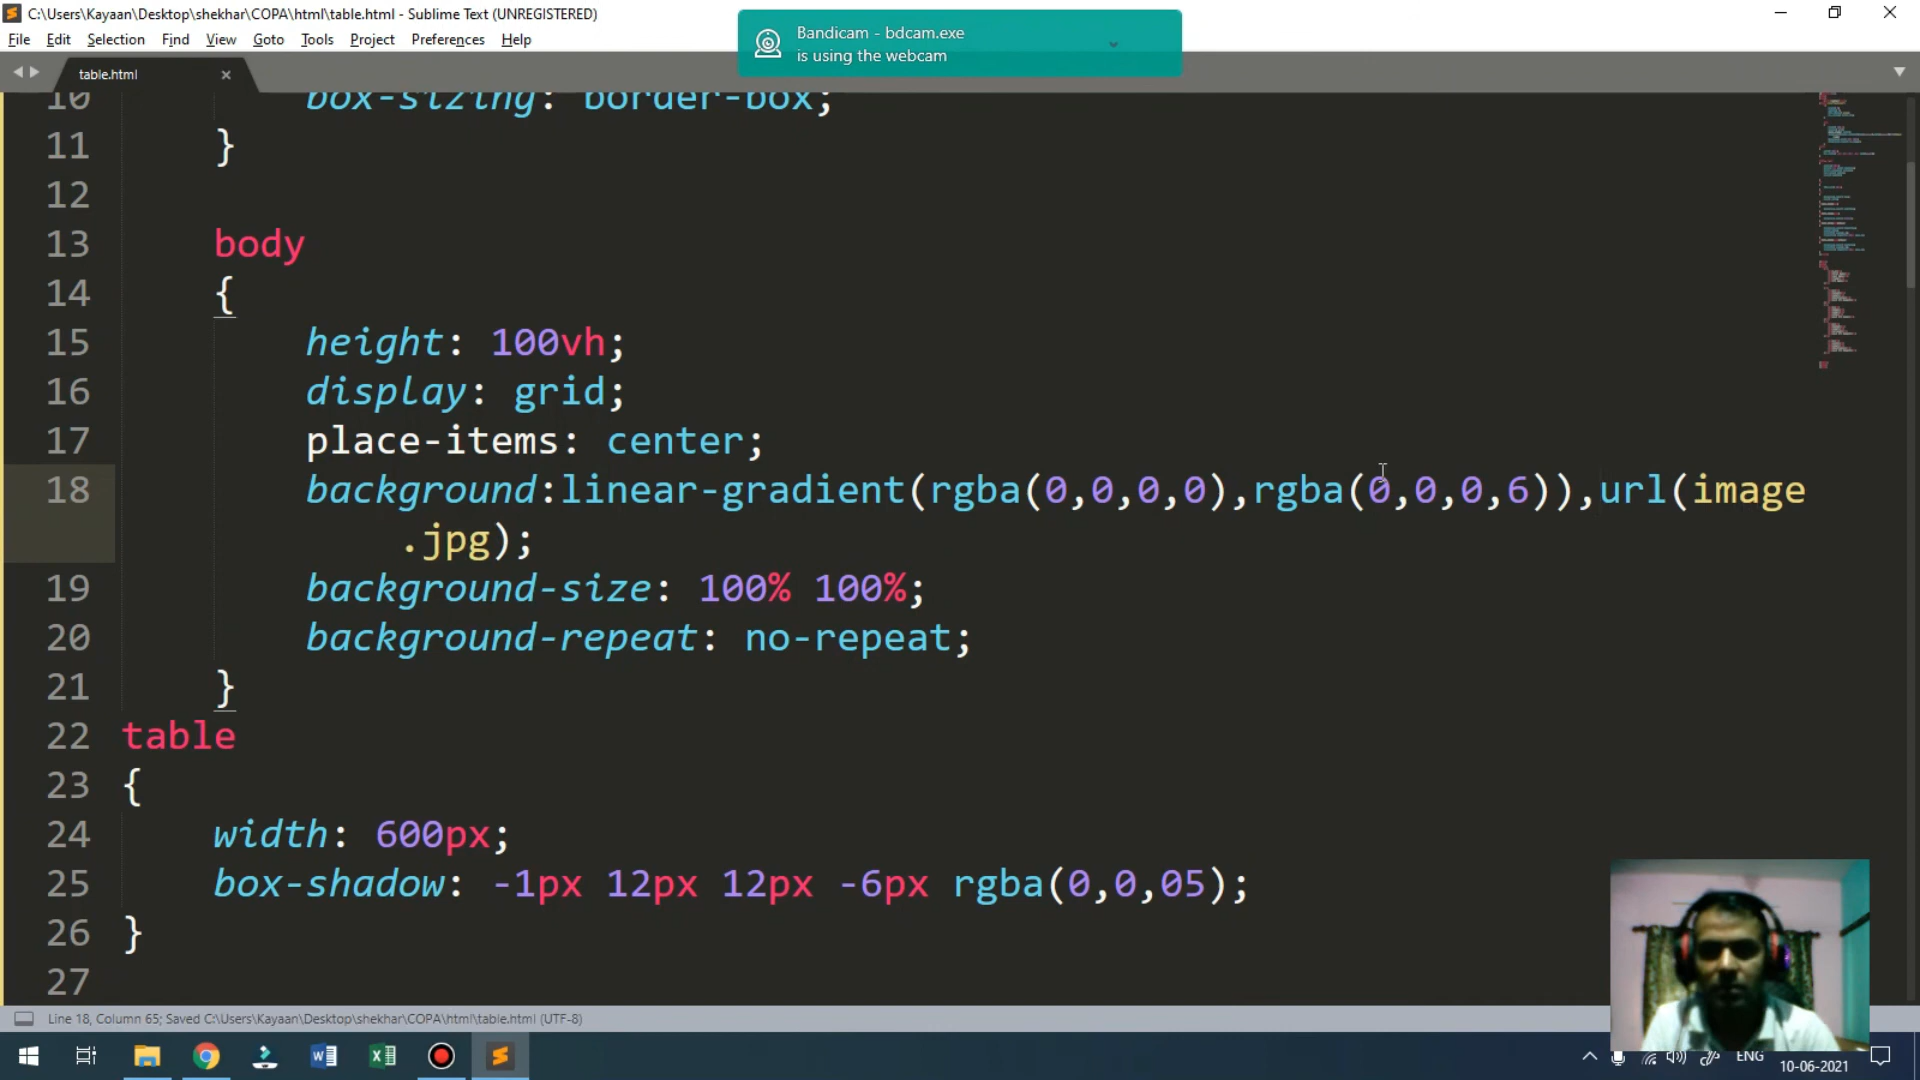 C:\Users\Kayaan\Desktop\shekhar\COPA\html\table.html - Sublime Text (UNREGISTERED)
File Edit Selection Find View Goto Tools Project Preferences Help
Bandicam - bdcam.exe
is using the webcam
table.html
10 box-sizing: border-box;
11 }
12
13 body
14 {
15 height: 100vh;
16 display: grid;
17 place-items: center;
18 background:linear-gradient(rgba(0,0,0,0),rgba(0,0,0,6)),url(image
.jpg);
19 background-size: 100% 100%;
20 background-repeat: no-repeat;
21 }
22 table
23 {
24 width: 600px;
25 box-shadow: -1px 12px 12px -6px rgba(0,0,05);
26 }
27
Line 18, Column 65; Saved C:\Users\Kayaan\Desktop\shekhar\COPA\html\table.html (UTF-8)
ENG
10-06-2021